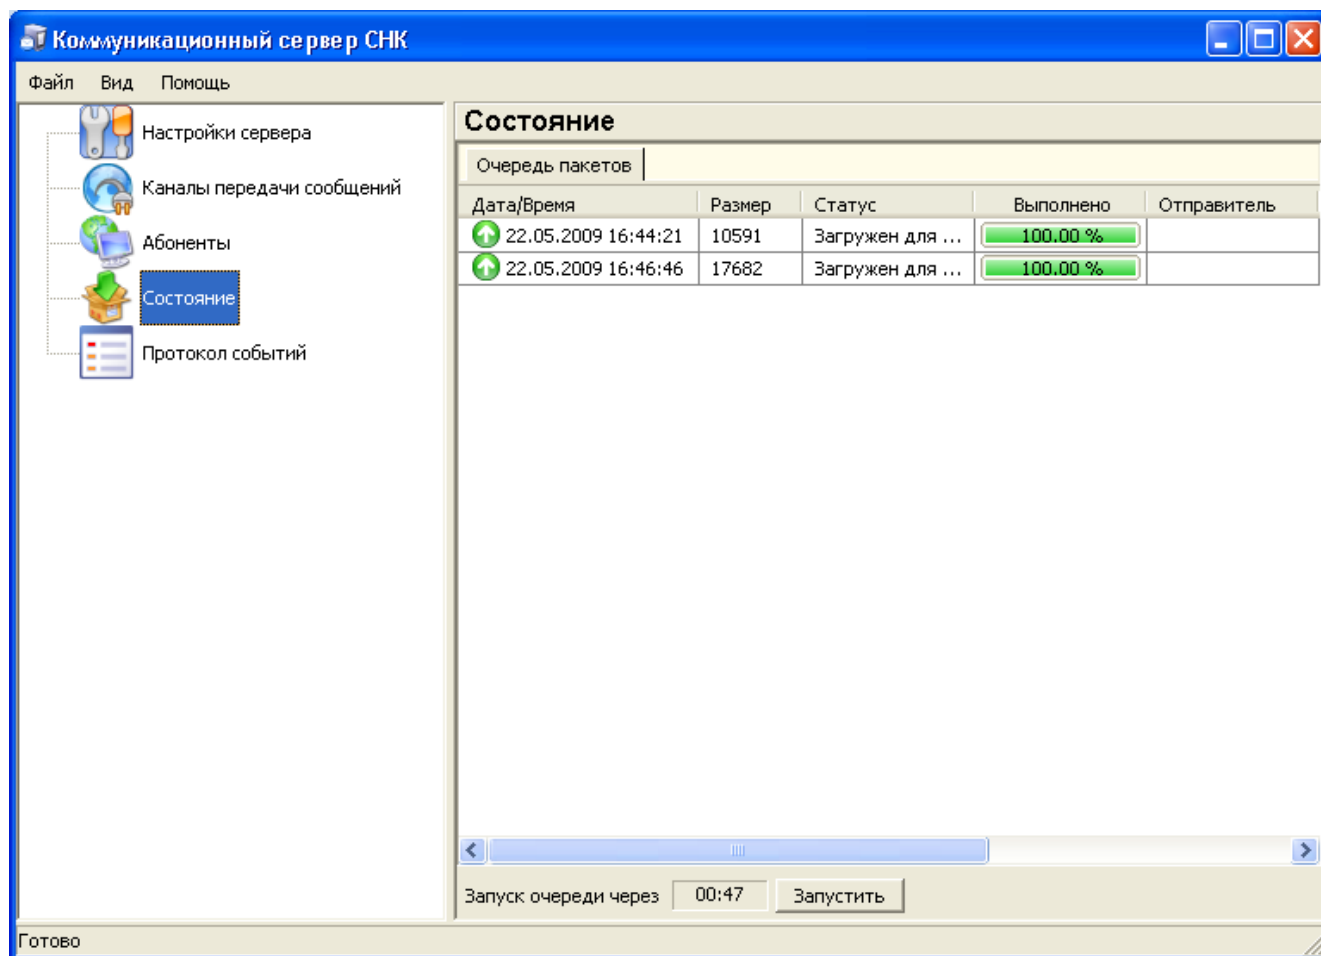 Коммуникационный сервер СНК
Файл Вид Помощь
Настройки сервера
Каналы передачи сообщений
Абоненты
Состояние
Протокол событий
Состояние
Очередь пакетов
Дата/Время Размер Статус Выполнено Отправитель
22.05.2009 16:44:21 10591 Загружен для ... 100.00 %
22.05.2009 16:46:46 17682 Загружен для ... 100.00 %
Запуск очереди через 00:47 Запустить
Готово